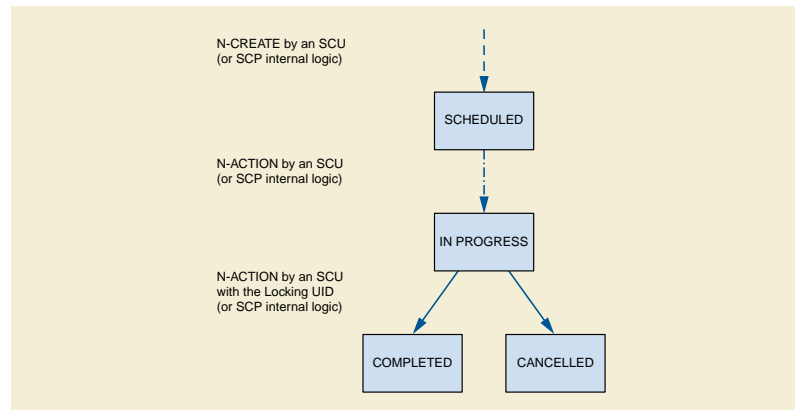 N-CREATE by an SCU
(or SCP internal logic)
SCHEDULED
N-ACTION by an SCU
(or SCP internal logic)
IN PROGRESS
N-ACTION by an SCU
with the Locking UID
(or SCP internal logic)
COMPLETED
CANCELLED